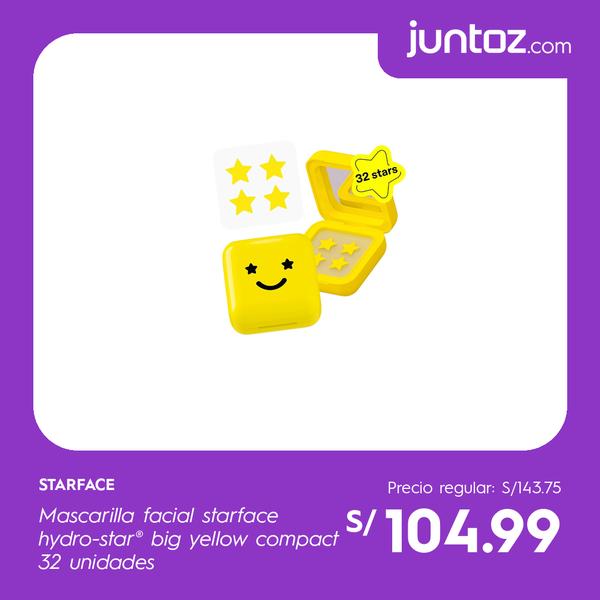 juntoz.com
32 stars
STARFACE
Mascarilla facial starface
hydro-star® big yellow compact
32 unidades
Precio regular: S/143.75
S/104.99